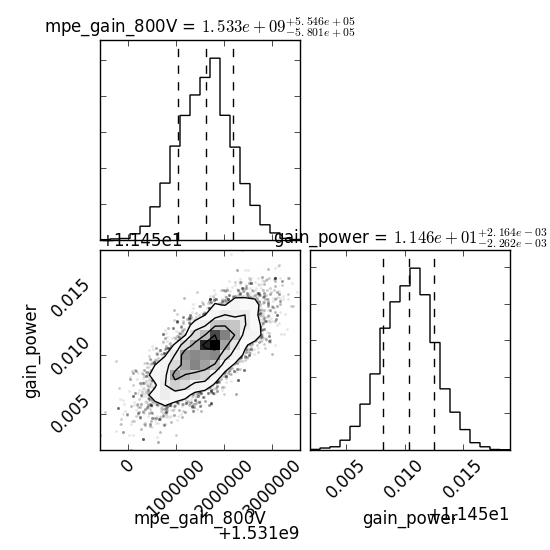 mpe_gain_800V = 1.533e + 09 +5.546e+05 −5.801e+05
+1.145e1
gain_power = 1.146e + 01 +2.164e−03 −2.262e−03
0.015
0.010
0.005
gain_power
0
1000000
2000000
3000000
mpe_gain_800V
+1.531e9
0.005
0.010
0.015
gain_power
+1.145e1